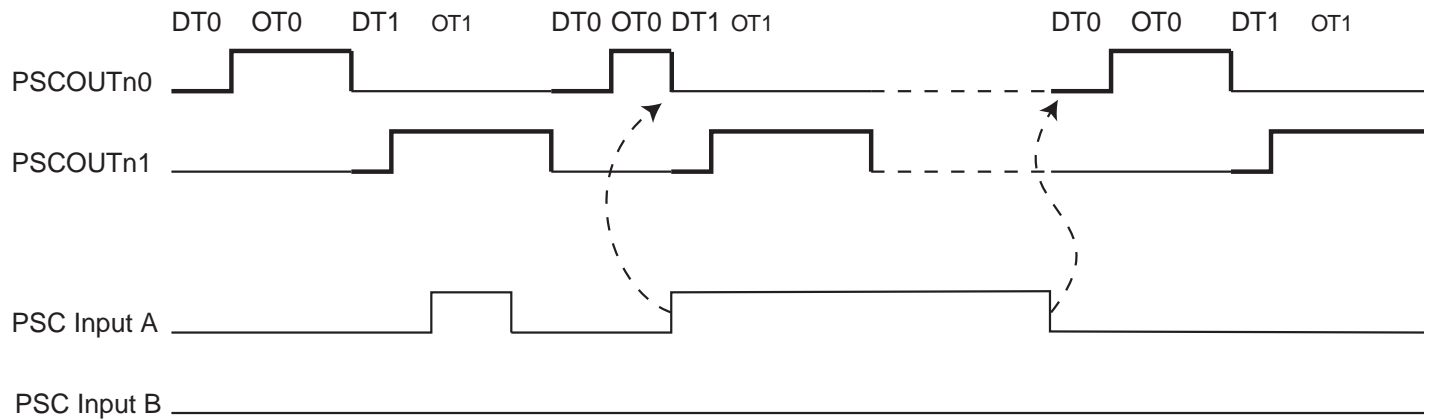 DT0 OT0 DT1 OT1 DT0 OT0 DT1 OT1 DT0 OT0 DT1 OT1
PSCOUTn0
PSCOUTn1
PSC Input A
PSC Input B